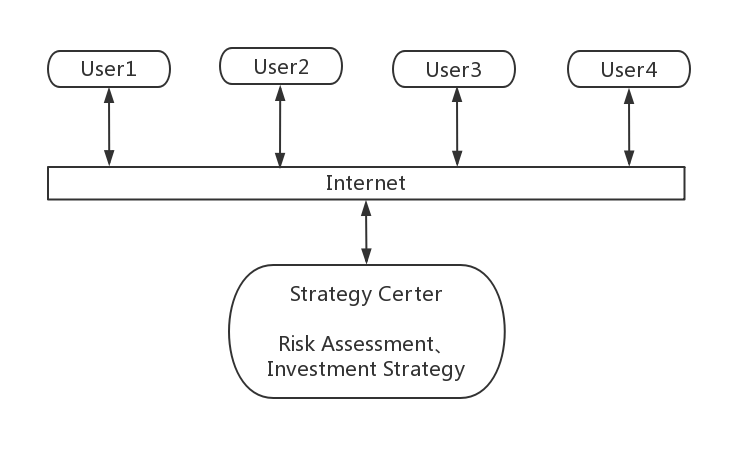 User1
User2
User3
User4
Internet
Strategy Certer
Risk Assessment、
Investment Strategy